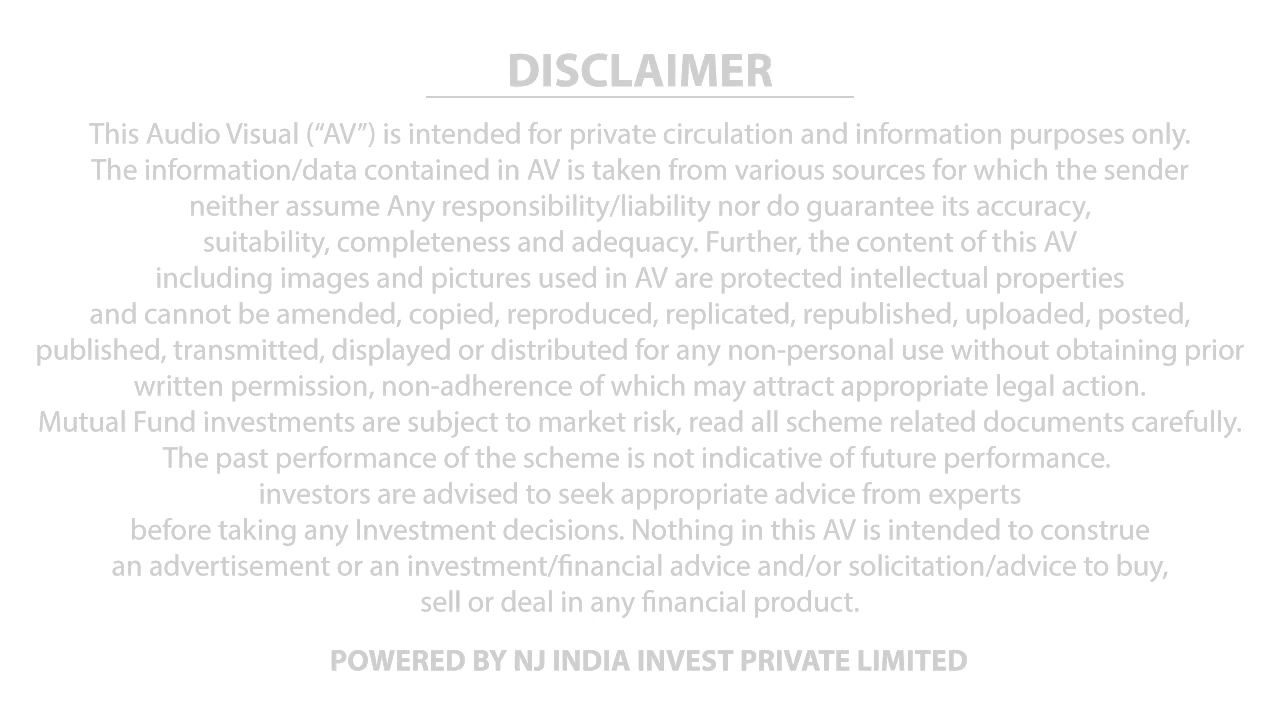 DISCLAIMER
This Audio Visual (“AV”) is intended for private circulation and information purposes only.
The information/data contained in AV is taken from various sources for which the sender
neither assume Any responsibility/liability nor do guarantee its accuracy,
suitability, completeness and adequacy. Further, the content of this AV
including images and pictures used in AV are protected intellectual properties
and cannot be amended, copied, reproduced, replicated, republished, uploaded, posted,
published, transmitted, displayed or distributed for any non-personal use without obtaining prior
written permission, non-adherence of which may attract appropriate legal action.
Mutual Fund investments are subject to market risk, read all scheme related documents carefully.
The past performance of the scheme is not indicative of future performance.
investors are advised to seek appropriate advice from experts
before taking any Investment decisions. Nothing in this AV is intended to construe
an advertisement or an investment/financial advice and/or solicitation/advice to buy,
sell or deal in any financial product.
POWERED BY NJ INDIA INVEST PRIVATE LIMITED